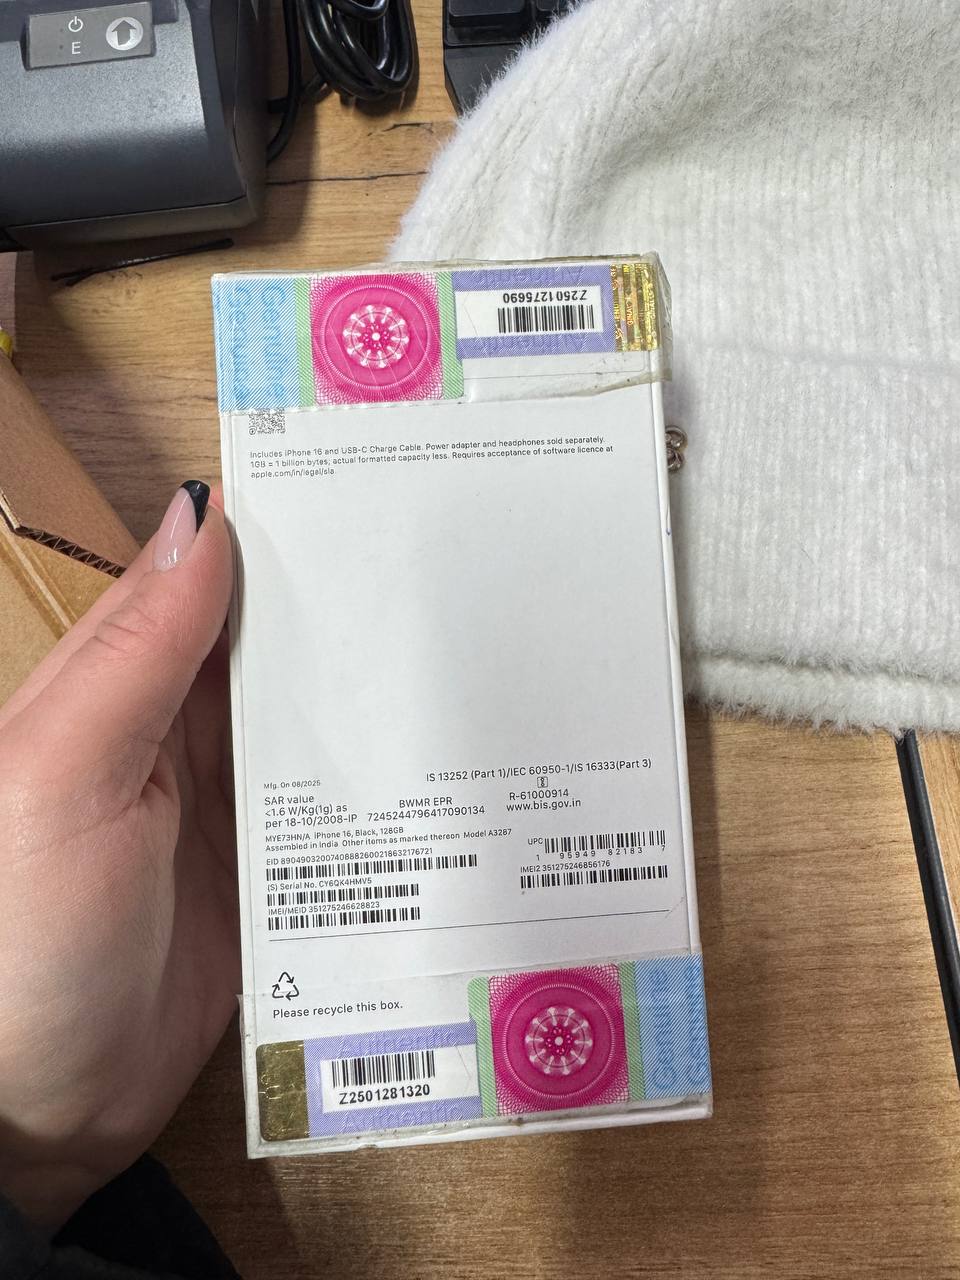 E
Genuine
Genuine
Authentic
Z2501275690
Authentic
Includes iPhone 16 and USB-C Charge Cable. Power adapter and headphones sold separately.
1GB = 1 billion bytes; actual formatted capacity less. Requires acceptance of software licence at
apple.com/in/legal/sla
Mfg. On 08/2025
IS 13252 (Part 1)/IEC 60950-1/IS 16333(Part 3)
SAR value
<1.6 W/Kg(1g) as
per 18-10/2008-IP
BWMR EPR
7245244796417090134
R-61000914
www.bis.gov.in
MYE73HN/A iPhone 16, Black, 128GB
Assembled in India Other items as marked thereon Model A3287
EID 89049032007408882600218632176721
UPC
1 95949 82183 7
(S) Serial No. CY6QK4HMV5
IMEI2 351275246856176
IMEI/MEID 351275246628823
Please recycle this box.
Authentic
Z2501281320
Authentic
Genuine
Genuine